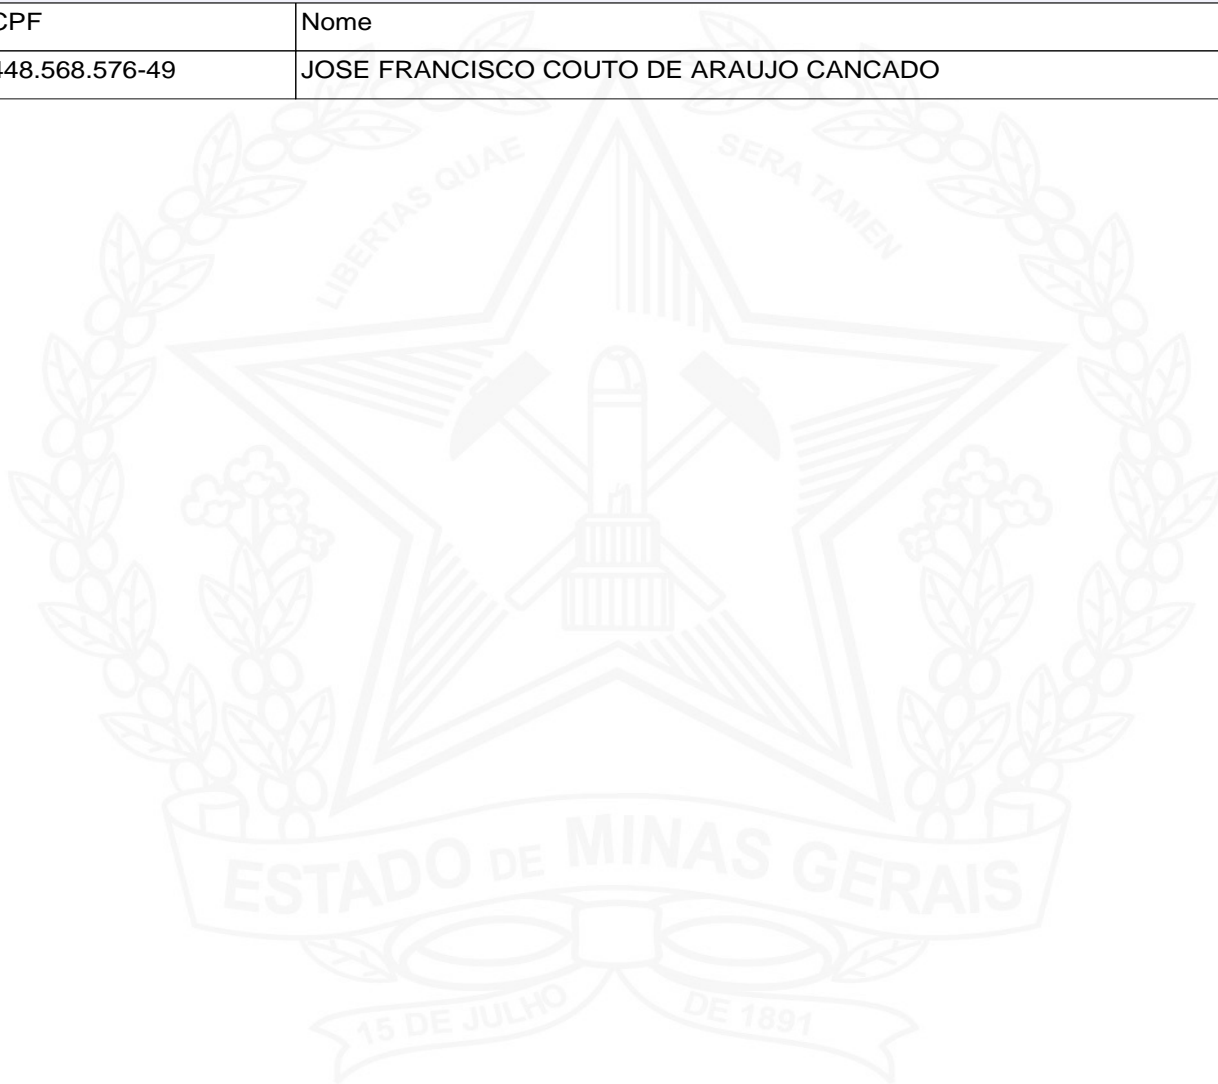 CPF Nome
448.568.576-49 JOSE FRANCISCO COUTO DE ARAUJO CANCADO
LIBERTAS QUAE SERA TAMEN
ESTADO DE MINAS GERAIS
15 DE JULHO DE 1891